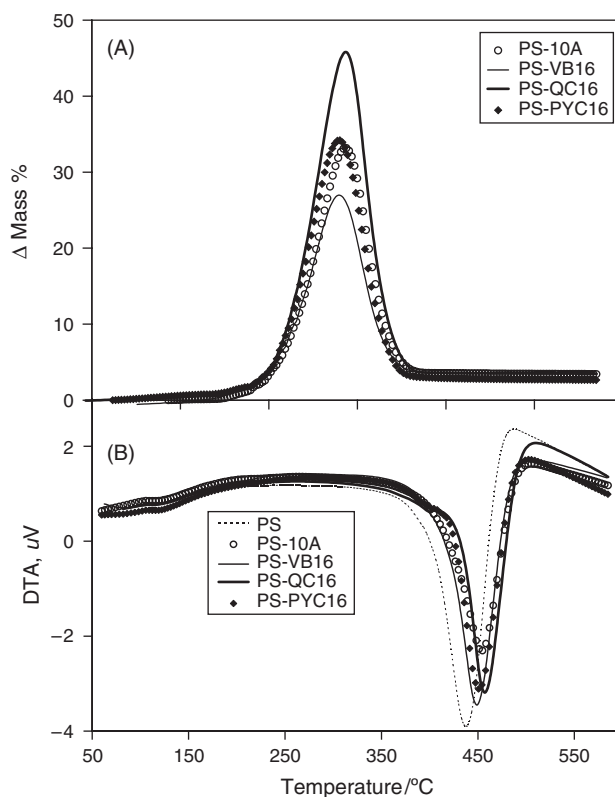 50
(A)
PS-10A
PS-VB16
PS-QC16
PS-PYC16
40
30
Δ Mass %
20
10
0
2
(B)
0
PS
PS-10A
PS-VB16
PS-QC16
PS-PYC16
DTA, uV
−2
−4
50 150 250 350 450 550
Temperature/ºC